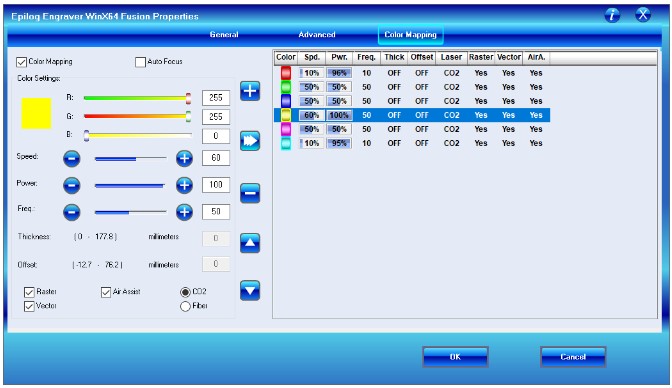 Epilog Engraver WinX64 Fusion Properties
General Advanced Color Mapping
Color Mapping Auto Focus
Color Settings:
R: 255
G: 255
B: 0
Speed: 60
Power: 100
Freq.: 50
Thickness: ( 0 - 177.8 ) millimeters 0
Offset: ( -12.7 - 76.2 ) millimeters 0
Raster Air Assist CO2
Vector Fiber
Color Spd. Pwr. Freq. Thick Offset Laser Raster Vector AirA.
10% 96% 10 OFF OFF CO2 Yes Yes Yes
50% 50% 50 OFF OFF CO2 Yes Yes Yes
50% 50% 50 OFF OFF CO2 Yes Yes Yes
60% 100% 50 OFF OFF CO2 Yes Yes Yes
50% 50% 50 OFF OFF CO2 Yes Yes Yes
10% 95% 10 OFF OFF CO2 Yes Yes Yes
OK Cancel